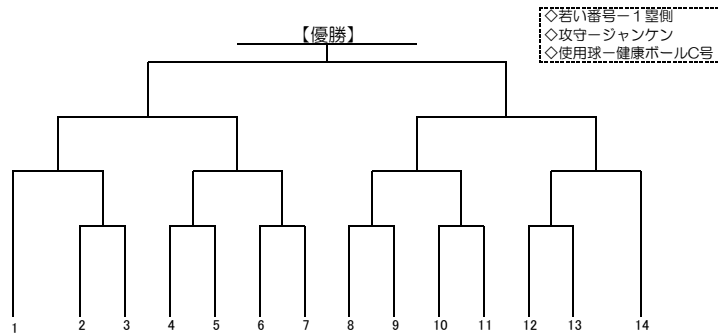 ◇若い番号－１塁側
【優勝】
◇攻守－ジャンケン
◇使用球－健康ボールC号
1 2 3 4 5 6 7 8 9 10 11 12 13 14